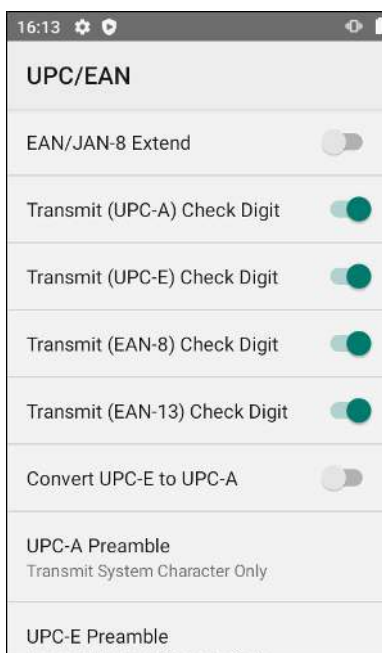 16:13
UPC/EAN
EAN/JAN-8 Extend
Transmit (UPC-A) Check Digit
Transmit (UPC-E) Check Digit
Transmit (EAN-8) Check Digit
Transmit (EAN-13) Check Digit
Convert UPC-E to UPC-A
UPC-A Preamble
Transmit System Character Only
UPC-E Preamble